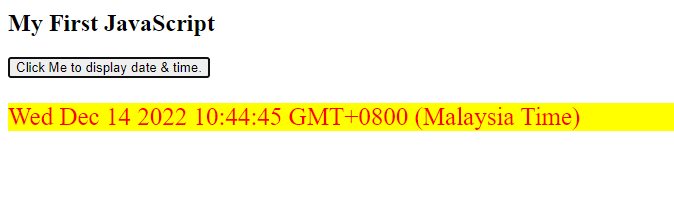 My First JavaScript
Click Me to display date & time.
Wed Dec 14 2022 10:44:45 GMT+0800 (Malaysia Time)